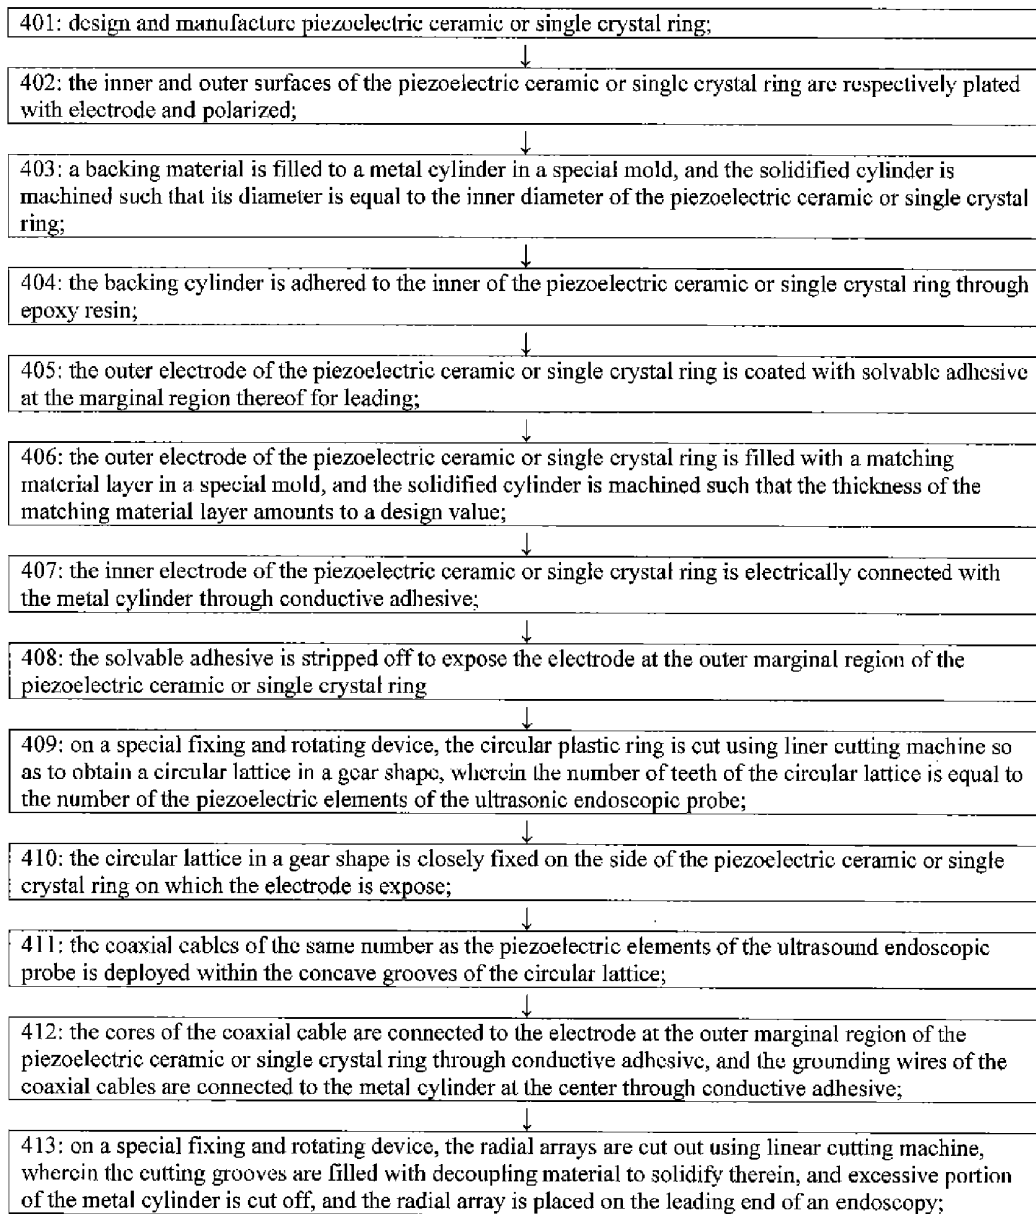 401: design and manufacture piezoelectric ceramic or single crystal ring;
↓
402: the inner and outer surfaces of the piezoelectric ceramic or single crystal ring are respectively plated
with electrode and polarized;
↓
403: a backing material is filled to a metal cylinder in a special mold, and the solidified cylinder is
machined such that its diameter is equal to the inner diameter of the piezoelectric ceramic or single crystal
ring;
↓
404: the backing cylinder is adhered to the inner of the piezoelectric ceramic or single crystal ring through
epoxy resin;
↓
405: the outer electrode of the piezoelectric ceramic or single crystal ring is coated with solvable adhesive
at the marginal region thereof for leading;
↓
406: the outer electrode of the piezoelectric ceramic or single crystal ring is filled with a matching
material layer in a special mold, and the solidified cylinder is machined such that the thickness of the
matching material layer amounts to a design value;
↓
407: the inner electrode of the piezoelectric ceramic or single crystal ring is electrically connected with
the metal cylinder through conductive adhesive;
↓
408: the solvable adhesive is stripped off to expose the electrode at the outer marginal region of the
piezoelectric ceramic or single crystal ring
↓
409: on a special fixing and rotating device, the circular plastic ring is cut using liner cutting machine so
as to obtain a circular lattice in a gear shape, wherein the number of teeth of the circular lattice is equal to
the number of the piezoelectric elements of the ultrasonic endoscopic probe;
↓
410: the circular lattice in a gear shape is closely fixed on the side of the piezoelectric ceramic or single
crystal ring on which the electrode is expose;
↓
411: the coaxial cables of the same number as the piezoelectric elements of the ultrasound endoscopic
probe is deployed within the concave grooves of the circular lattice;
↓
412: the cores of the coaxial cable are connected to the electrode at the outer marginal region of the
piezoelectric ceramic or single crystal ring through conductive adhesive, and the grounding wires of the
coaxial cables are connected to the metal cylinder at the center through conductive adhesive;
↓
413: on a special fixing and rotating device, the radial arrays are cut out using linear cutting machine,
wherein the cutting grooves are filled with decoupling material to solidify therein, and excessive portion
of the metal cylinder is cut off, and the radial array is placed on the leading end of an endoscopy;